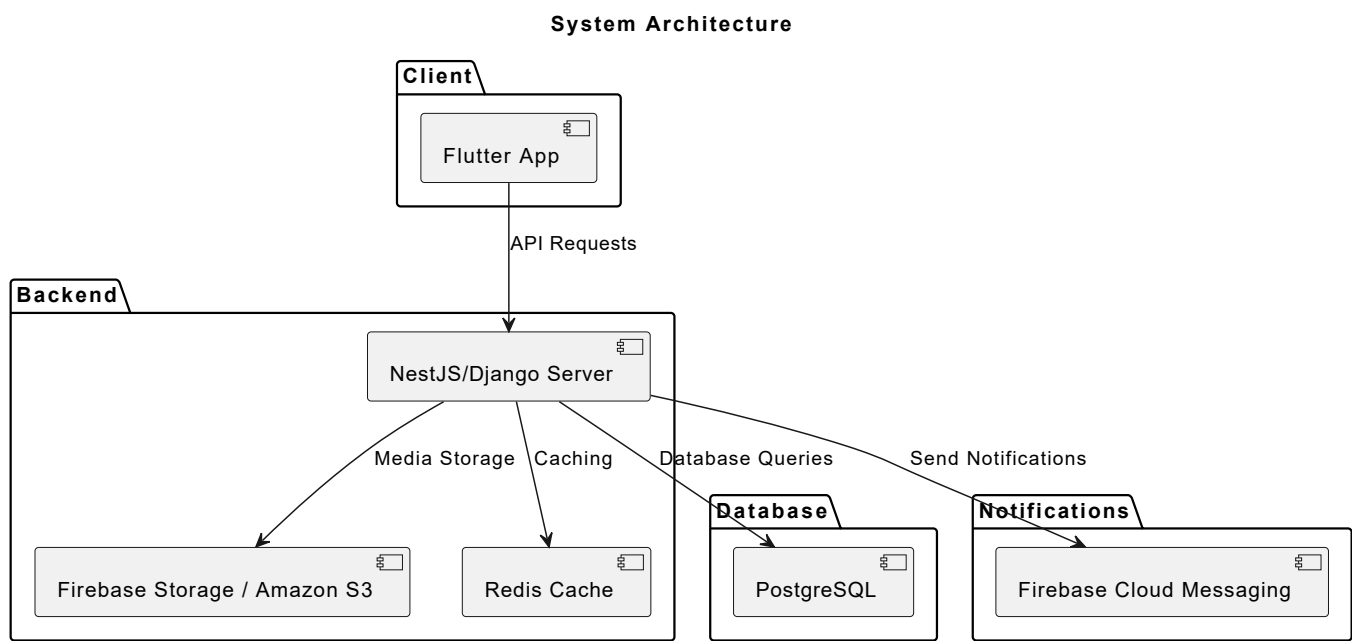 System Architecture
Client
Flutter App
API Requests
Backend
NestJS/Django Server
Media Storage
Caching
Database Queries
Send Notifications
Database
Notifications
Firebase Storage / Amazon S3
Redis Cache
PostgreSQL
Firebase Cloud Messaging